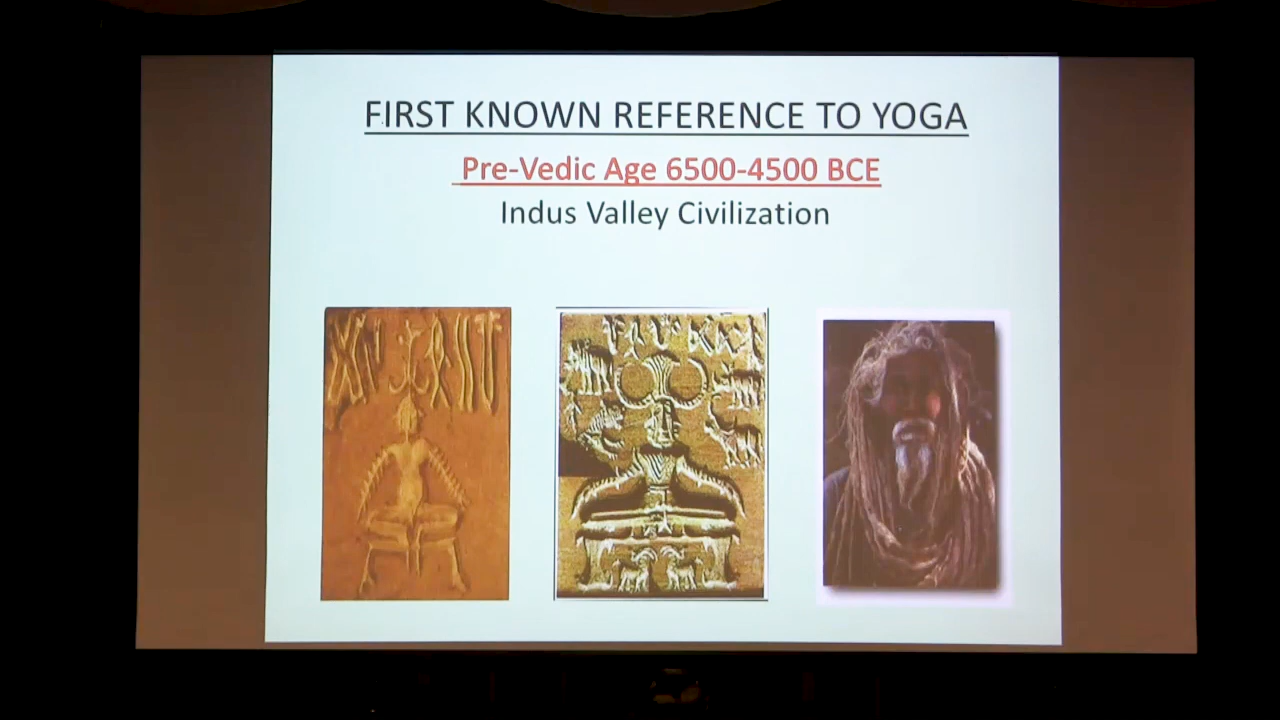 FIRST KNOWN REFERENCE TO YOGA
Pre-Vedic Age 6500-4500 BCE
Indus Valley Civilization